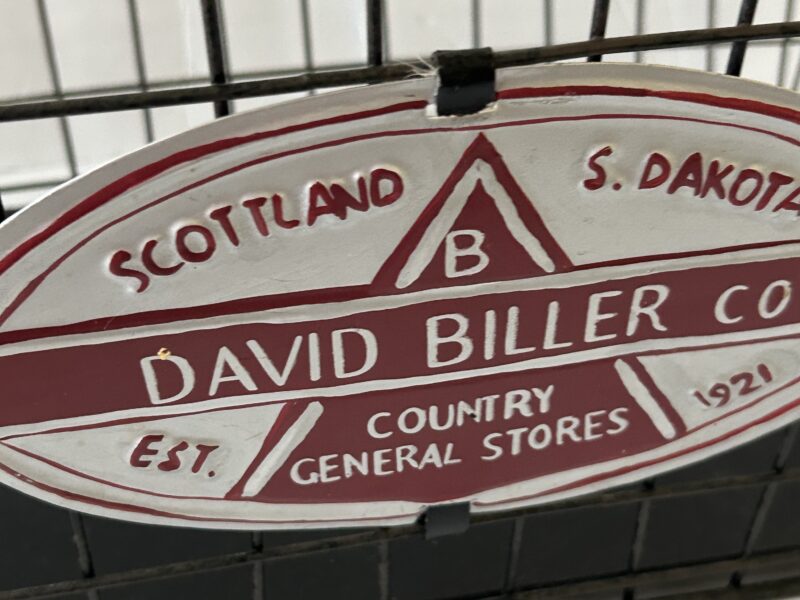 SCOTTLAND S. DAKOTA
B
DAVID BILLER CO
EST. COUNTRY 1921
GENERAL STORES